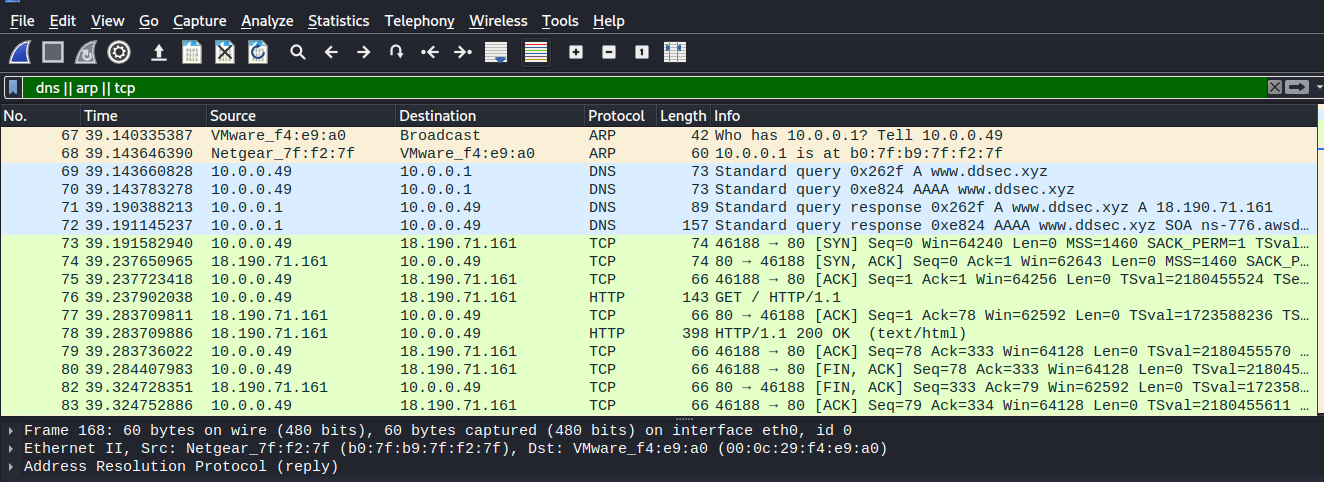 File Edit View Go Capture Analyze Statistics Telephony Wireless Tools Help
dns || arp || tcp
No. Time Source Destination Protocol Length Info
67 39.140335387 VMware_f4:e9:a0 Broadcast ARP 42 Who has 10.0.0.1? Tell 10.0.0.49
68 39.143646390 Netgear_7f:f2:7f VMware_f4:e9:a0 ARP 60 10.0.0.1 is at b0:7f:b9:7f:f2:7f
69 39.143660828 10.0.0.49 10.0.0.1 DNS 73 Standard query 0x262f A www.ddsec.xyz
70 39.143783278 10.0.0.49 10.0.0.1 DNS 73 Standard query 0xe824 AAAA www.ddsec.xyz
71 39.190388213 10.0.0.1 10.0.0.49 DNS 89 Standard query response 0x262f A www.ddsec.xyz A 18.190.71.161
72 39.191145237 10.0.0.1 10.0.0.49 DNS 157 Standard query response 0xe824 AAAA www.ddsec.xyz SOA ns-776.awsd…
73 39.191582940 10.0.0.49 18.190.71.161 TCP 74 46188 → 80 [SYN] Seq=0 Win=64240 Len=0 MSS=1460 SACK_PERM=1 TSval…
74 39.237650965 18.190.71.161 10.0.0.49 TCP 74 80 → 46188 [SYN, ACK] Seq=0 Ack=1 Win=62643 Len=0 MSS=1460 SACK_P…
75 39.237723418 10.0.0.49 18.190.71.161 TCP 66 46188 → 80 [ACK] Seq=1 Ack=1 Win=64256 Len=0 TSval=2180455524 TSe…
76 39.237902038 10.0.0.49 18.190.71.161 HTTP 143 GET / HTTP/1.1
77 39.283709811 18.190.71.161 10.0.0.49 TCP 66 80 → 46188 [ACK] Seq=1 Ack=78 Win=62592 Len=0 TSval=1723588236 TS…
78 39.283709886 18.190.71.161 10.0.0.49 HTTP 398 HTTP/1.1 200 OK (text/html)
79 39.283736022 10.0.0.49 18.190.71.161 TCP 66 46188 → 80 [ACK] Seq=78 Ack=333 Win=64128 Len=0 TSval=2180455570 …
80 39.284407983 10.0.0.49 18.190.71.161 TCP 66 46188 → 80 [FIN, ACK] Seq=78 Ack=333 Win=64128 Len=0 TSval=218045…
82 39.324728351 18.190.71.161 10.0.0.49 TCP 66 80 → 46188 [FIN, ACK] Seq=333 Ack=79 Win=62592 Len=0 TSval=172358…
83 39.324752886 10.0.0.49 18.190.71.161 TCP 66 46188 → 80 [ACK] Seq=79 Ack=334 Win=64128 Len=0 TSval=2180455611 …
Frame 168: 60 bytes on wire (480 bits), 60 bytes captured (480 bits) on interface eth0, id 0
Ethernet II, Src: Netgear_7f:f2:7f (b0:7f:b9:7f:f2:7f), Dst: VMware_f4:e9:a0 (00:0c:29:f4:e9:a0)
Address Resolution Protocol (reply)